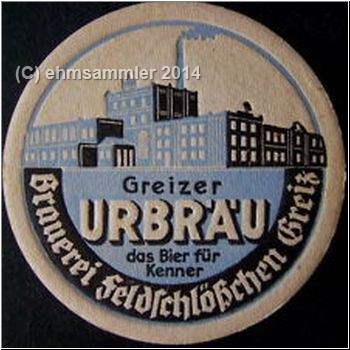 (C) ehmsammler 2014
Greizer
URBRÄU
das Bier für
Kenner
Brauerei Feldschlößchen Greiz